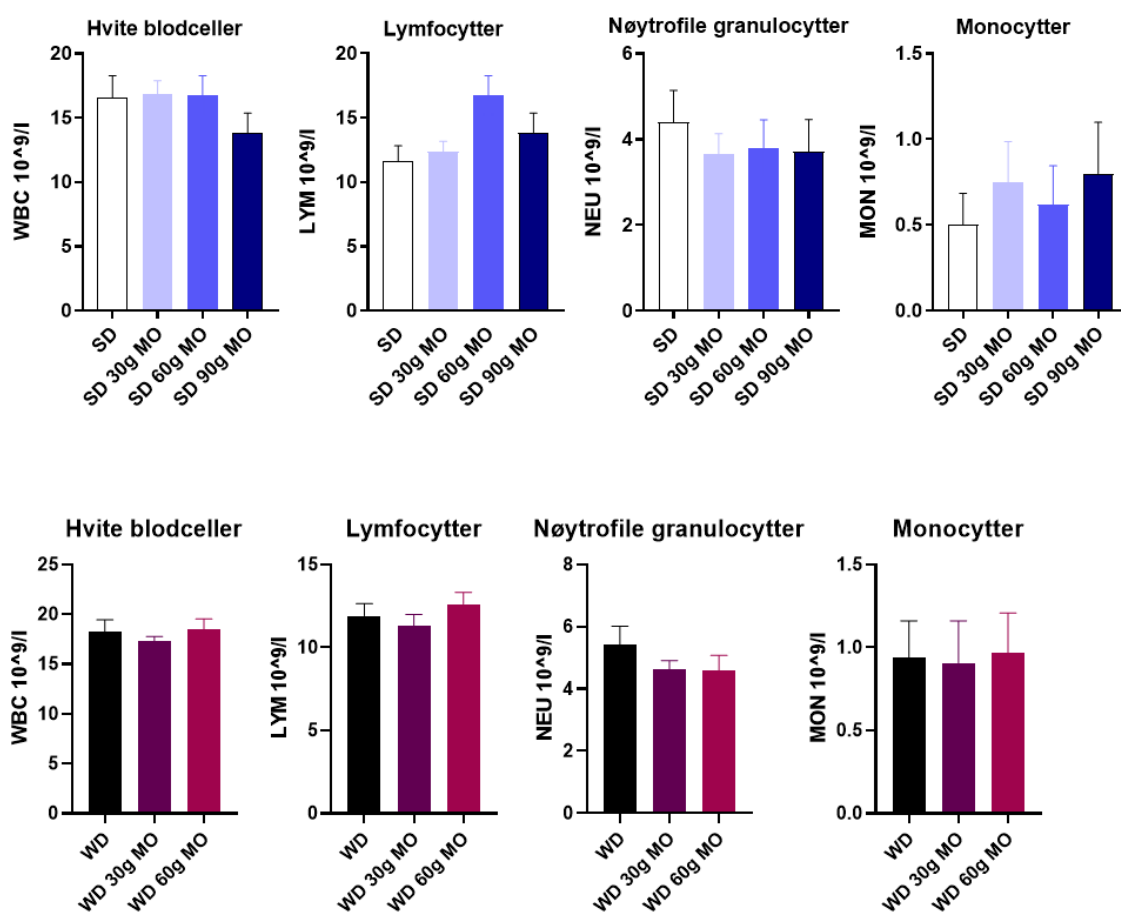 Hvite blodceller
WBC 10^9/l
20
15
10
5
0
SD
SD 30g MO
SD 60g MO
SD 90g MO
Lymfocytter
LYM 10^9/l
20
15
10
5
0
SD
SD 30g MO
SD 60g MO
SD 90g MO
Nøytrofile granulocytter
NEU 10^9/l
6
4
2
0
SD
SD 30g MO
SD 60g MO
SD 90g MO
Monocytter
MON 10^9/l
1.5
1.0
0.5
0.0
SD
SD 30g MO
SD 60g MO
SD 90g MO
Hvite blodceller
WBC 10^9/l
25
20
15
10
5
0
WD
WD 30g MO
WD 60g MO
Lymfocytter
LYM 10^9/l
15
10
5
0
WD
WD 30g MO
WD 60g MO
Nøytrofile granulocytter
NEU 10^9/l
8
6
4
2
0
WD
WD 30g MO
WD 60g MO
Monocytter
MON 10^9/l
1.5
1.0
0.5
0.0
WD
WD 30g MO
WD 60g MO